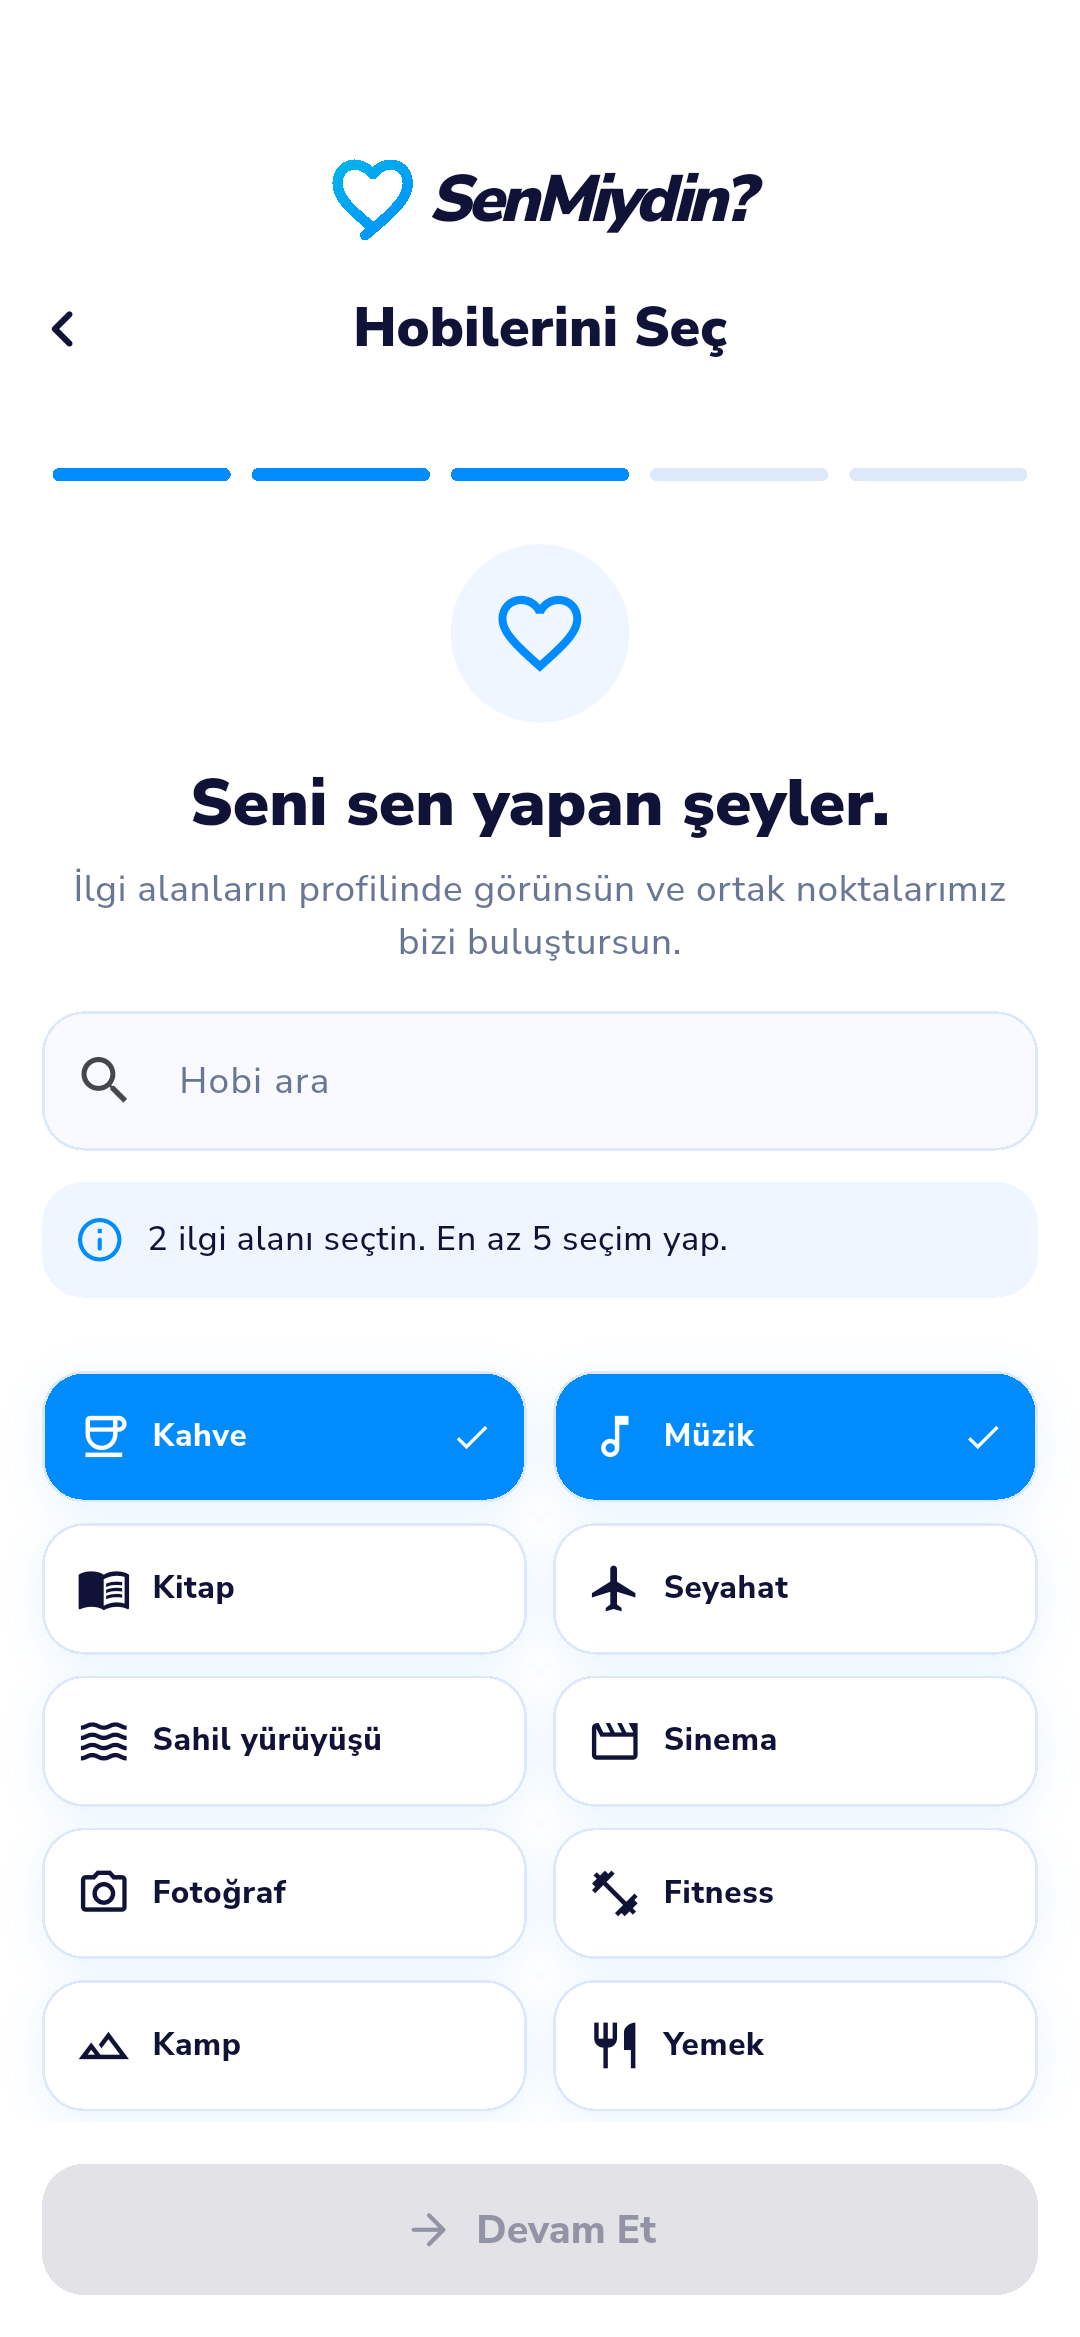 SenMiydin?
Hobilerini Seç
Seni sen yapan şeyler.
İlgi alanların profilinde görünsün ve ortak noktalarımız
bizi buluştursun.
Hobi ara
2 ilgi alanı seçtin. En az 5 seçim yap.
Kahve
Müzik
Kitap
Seyahat
Sahil yürüyüşü
Sinema
Fotoğraf
Fitness
Kamp
Yemek
Devam Et